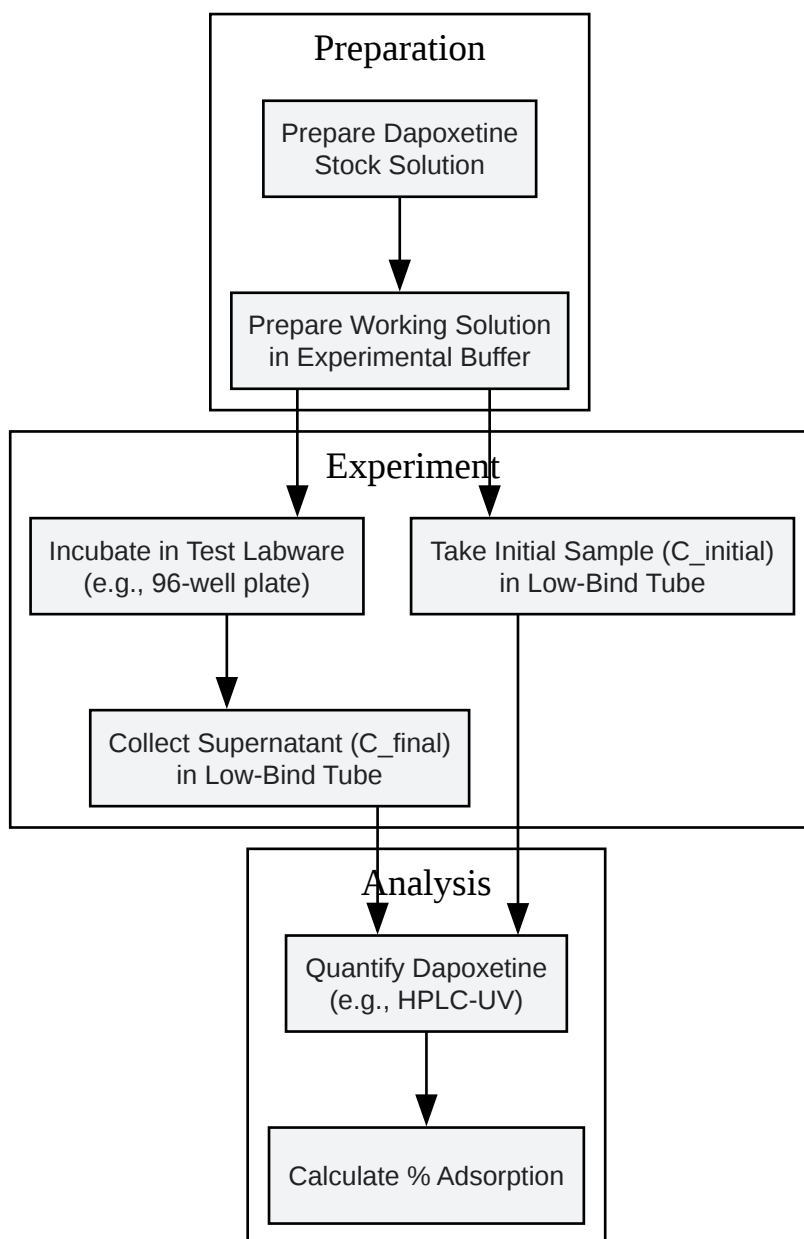 Preparation
Prepare Dapoxetine
Stock Solution
Prepare Working Solution
in Experimental Buffer
Experiment
Incubate in Test Labware
(e.g., 96-well plate)
Take Initial Sample (C_initial)
in Low-Bind Tube
Collect Supernatant (C_final)
in Low-Bind Tube
Analysis
Quantify Dapoxetine
(e.g., HPLC-UV)
Calculate % Adsorption